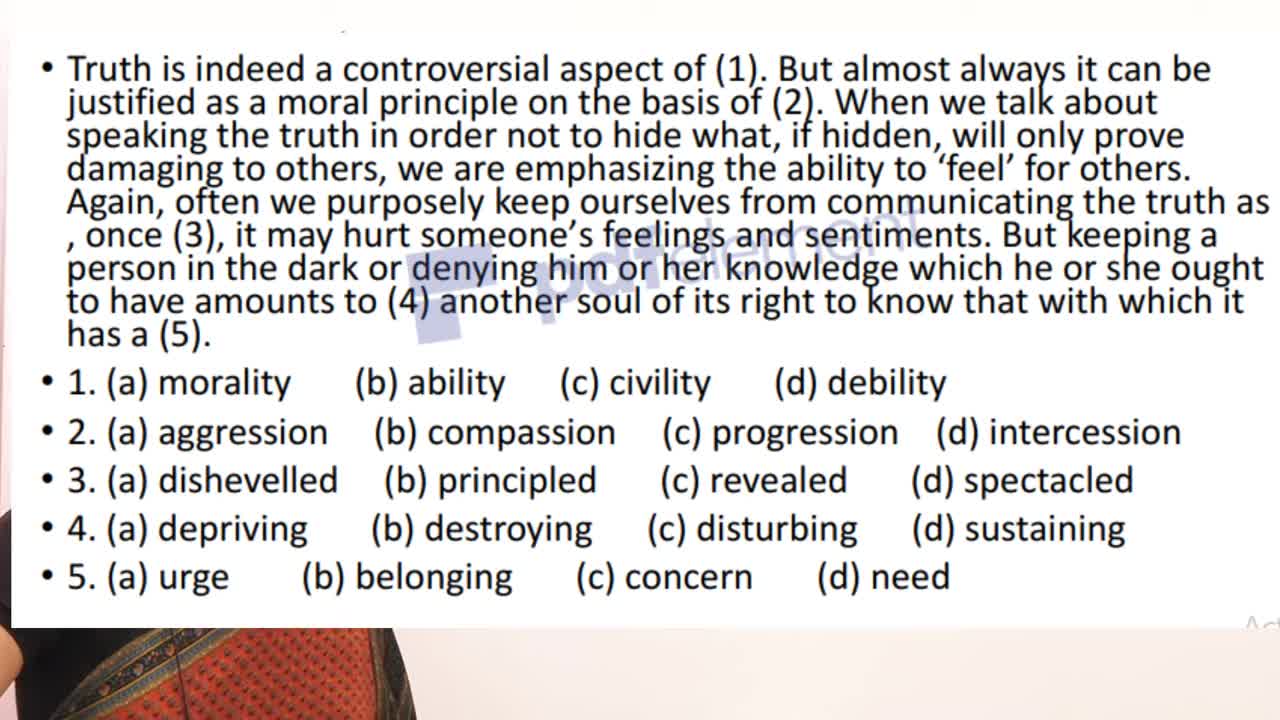 • Truth is indeed a controversial aspect of (1). But almost always it can be
justified as a moral principle on the basis of (2). When we talk about
speaking the truth in order not to hide what, if hidden, will only prove
damaging to others, we are emphasizing the ability to ‘feel’ for others.
Again, often we purposely keep ourselves from communicating the truth as
, once (3), it may hurt someone’s feelings and sentiments. But keeping a
person in the dark or denying him or her knowledge which he or she ought
to have amounts to (4) another soul of its right to know that with which it
has a (5).
pdfelement
• 1. (a) morality (b) ability (c) civility (d) debility
• 2. (a) aggression (b) compassion (c) progression (d) intercession
• 3. (a) dishevelled (b) principled (c) revealed (d) spectacled
• 4. (a) depriving (b) destroying (c) disturbing (d) sustaining
• 5. (a) urge (b) belonging (c) concern (d) need